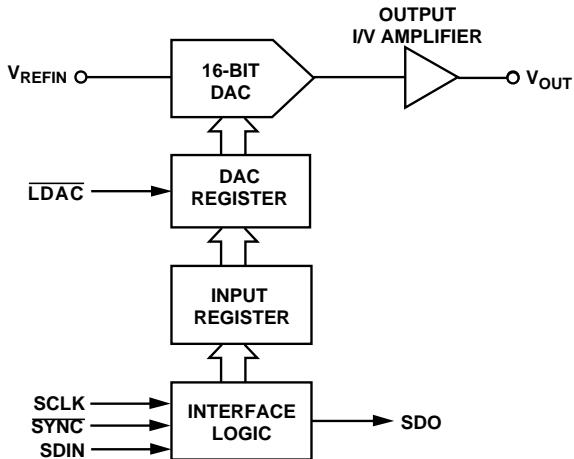 OUTPUT
I/V AMPLIFIER
VREFIN
16-BIT
DAC
VOUT
LDAC
DAC
REGISTER
INPUT
REGISTER
SCLK
SYNC
SDIN
INTERFACE
LOGIC
SDO